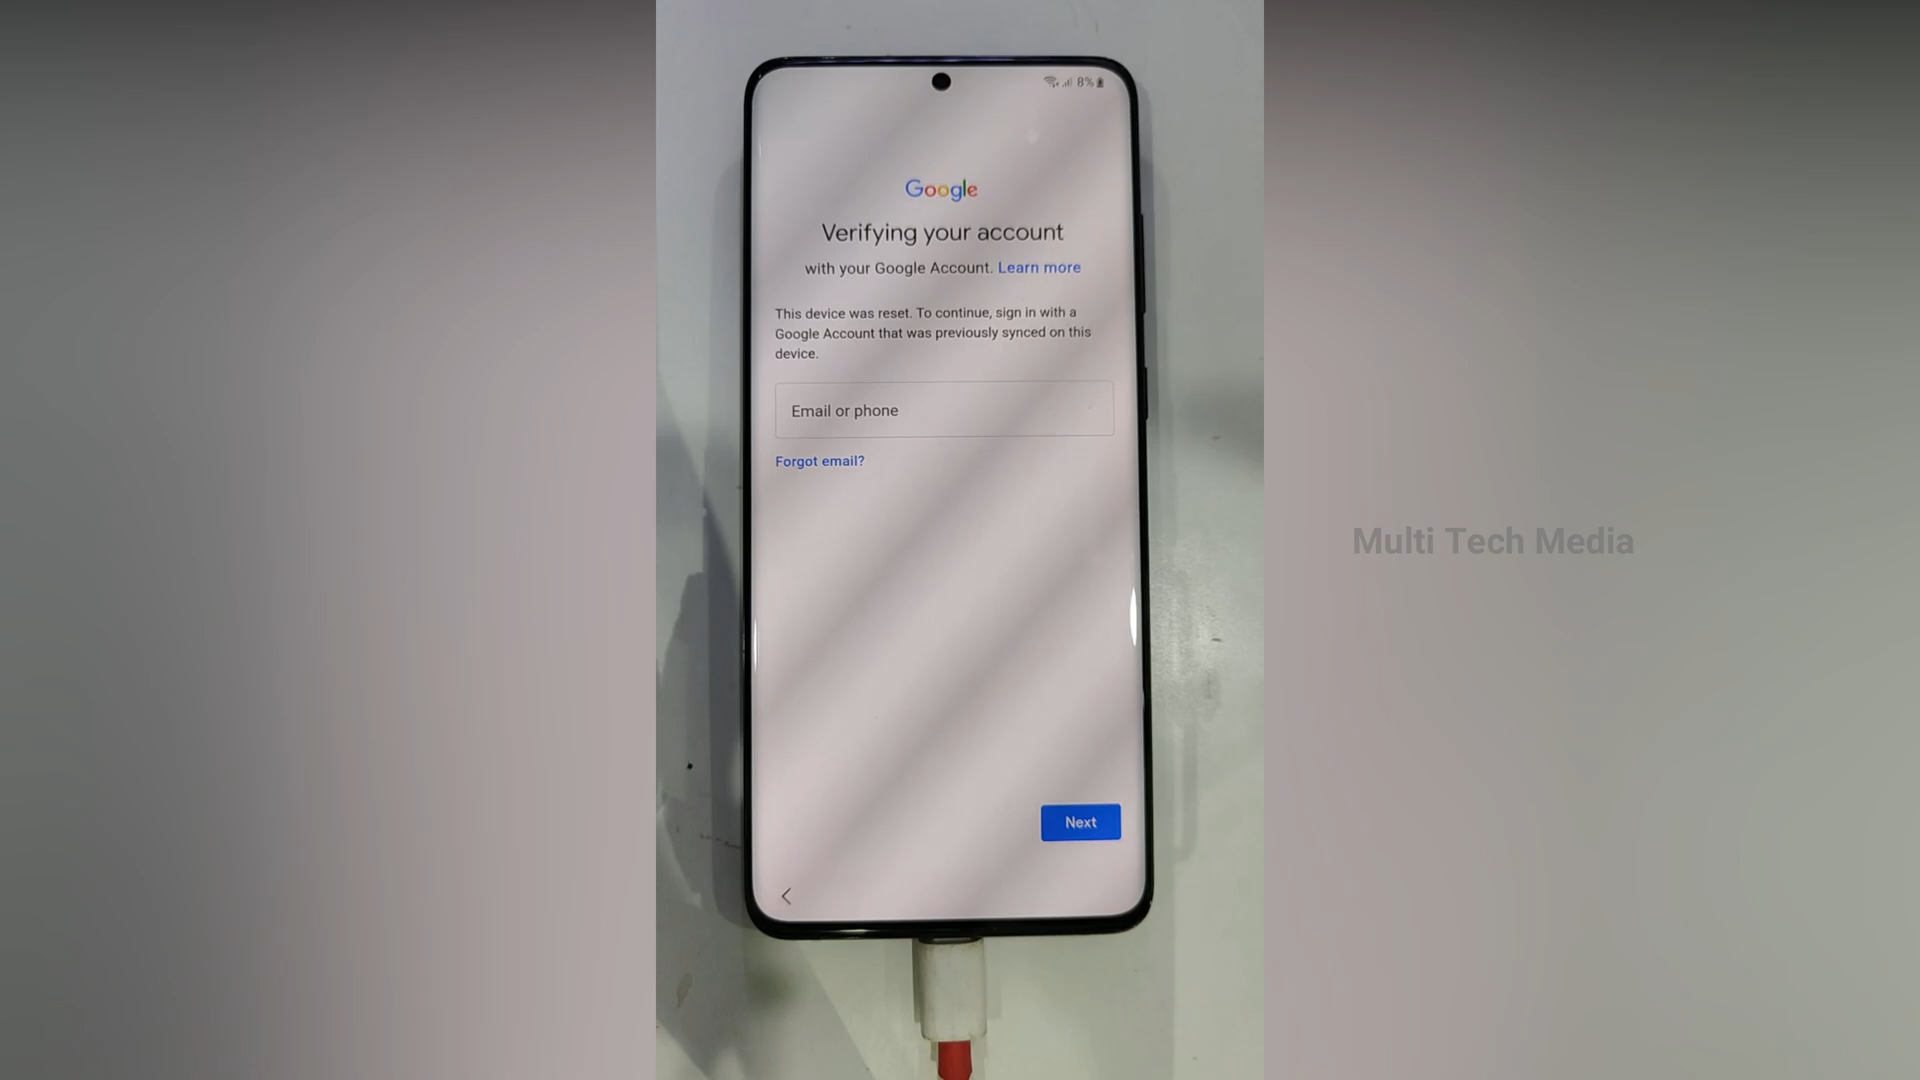 8%
Google
Verifying your account
with your Google Account. Learn more
This device was reset. To continue, sign in with a
Google Account that was previously synced on this
device.
Email or phone
Forgot email?
Multi Tech Media
Next